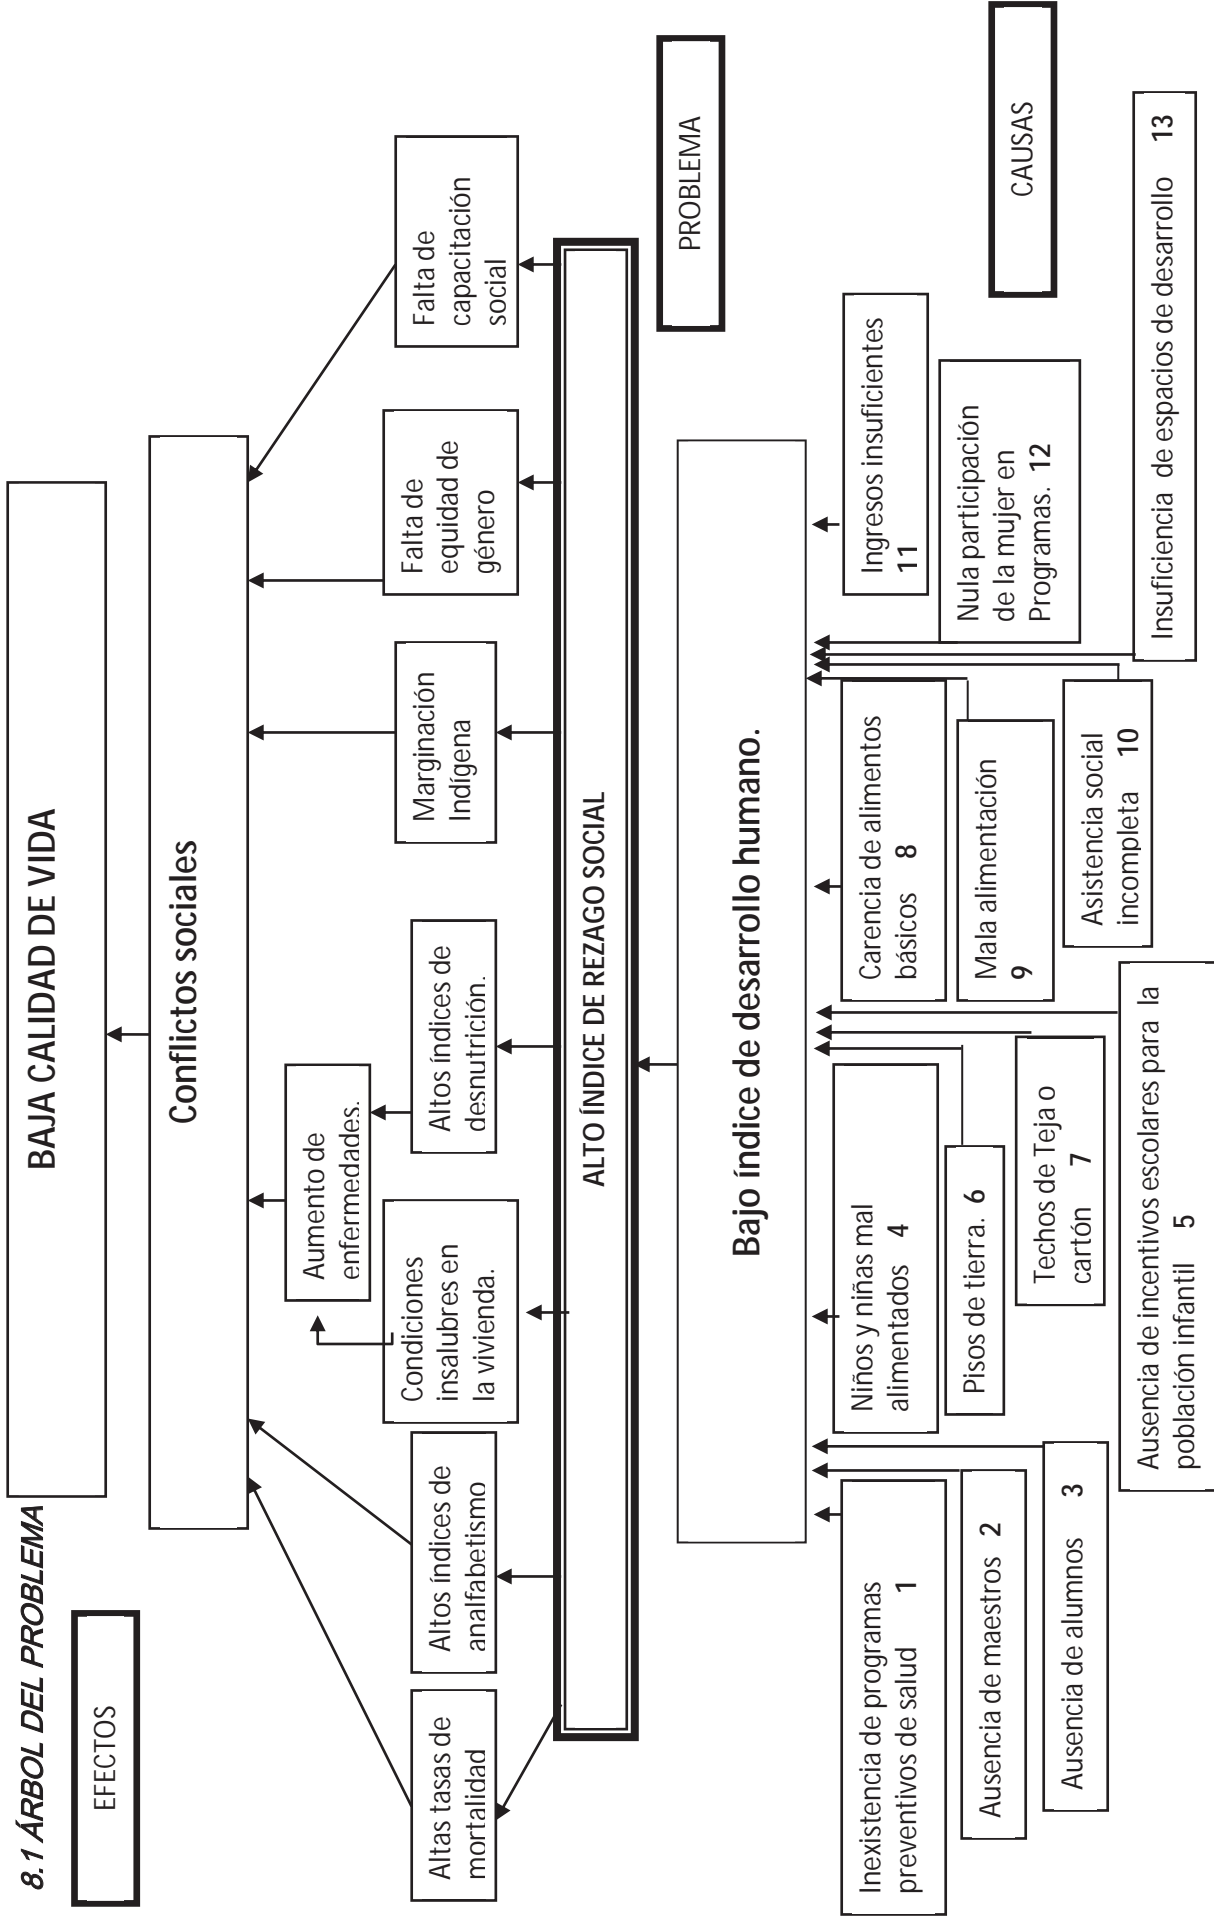 8.1 ÁRBOL DEL PROBLEMA
EFECTOS
BAJA CALIDAD DE VIDA
Conflictos sociales
Aumento de
enfermedades.
Altas tasas de
mortalidad
Altos índices de
analfabetismo
Condiciones
insalubres en
la vivienda.
Altos índices de
desnutrición.
Marginación
Indígena
Falta de
equidad de
género
Falta de
capacitación
social
ALTO ÍNDICE DE REZAGO SOCIAL
PROBLEMA
Bajo índice de desarrollo humano.
Inexistencia de programas
preventivos de salud 1
Ausencia de maestros 2
Ausencia de alumnos 3
Niños y niñas mal
alimentados 4
Pisos de tierra. 6
Techos de Teja o
cartón 7
Ausencia de incentivos escolares para la
población infantil 5
Carencia de alimentos
básicos 8
Mala alimentación
9
Asistencia social
incompleta 10
Ingresos insuficientes
11
Nula participación
de la mujer en
Programas. 12
Insuficiencia de espacios de desarrollo 13
CAUSAS